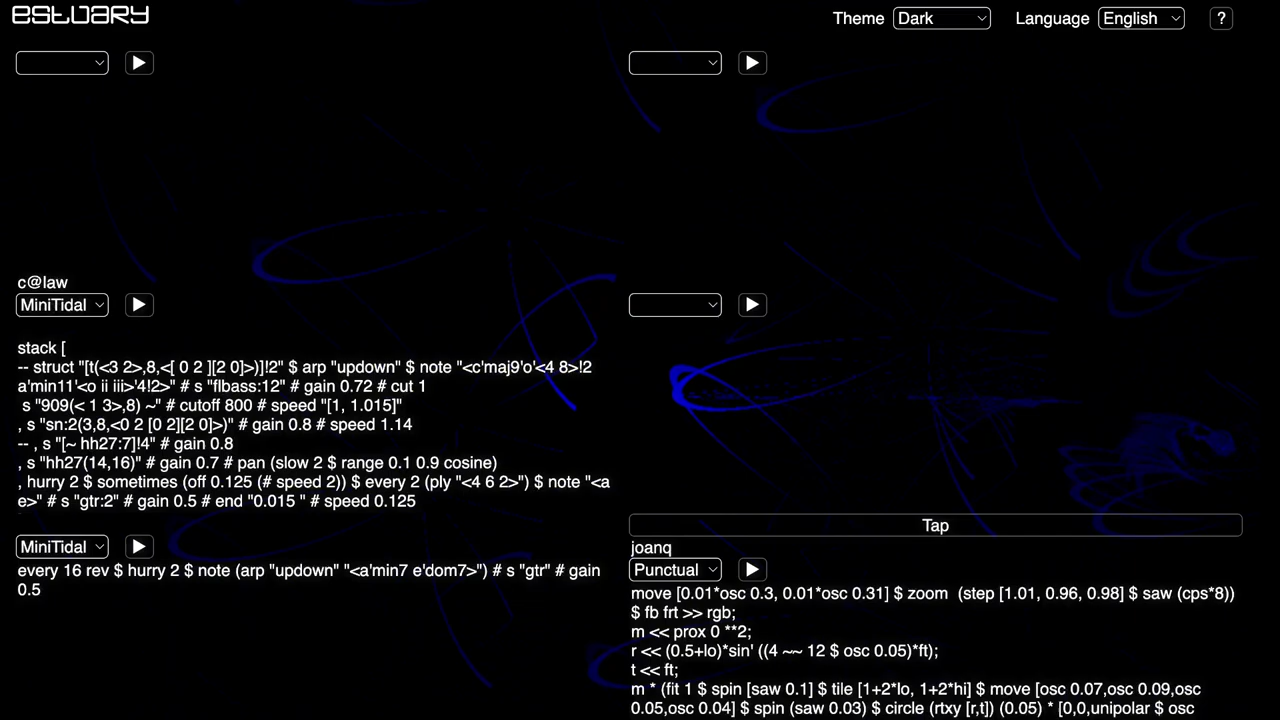 estuary
Theme Dark Language English ?
c@law
MiniTidal
stack [
-- struct "[t(<3 2>,8,<[ 0 2 ][2 0]>)]!2" $ arp "updown" $ note "<c'maj9'o'<4 8>!2
a'min11'<o ii iii>'4!2>" # s "flbass:12" # gain 0.72 # cut 1
s "909(< 1 3>,8) ~" # cutoff 800 # speed "[1, 1.015]"
, s "sn:2(3,8,<0 2 [0 2][2 0]>)" # gain 0.8 # speed 1.14
-- , s "[~ hh27:7]!4" # gain 0.8
, s "hh27(14,16)" # gain 0.7 # pan (slow 2 $ range 0.1 0.9 cosine)
, hurry 2 $ sometimes (off 0.125 (# speed 2)) $ every 2 (ply "<4 6 2>") $ note "<a
e>" # s "gtr:2" # gain 0.5 # end "0.015 " # speed 0.125
MiniTidal
every 16 rev $ hurry 2 $ note (arp "updown" "<a'min7 e'dom7>") # s "gtr" # gain
0.5
Tap
joanq
Punctual
move [0.01*osc 0.3, 0.01*osc 0.31] $ zoom (step [1.01, 0.96, 0.98] $ saw (cps*8))
$ fb frt >> rgb;
m << prox 0 **2;
r << (0.5+lo)*sin' ((4 ~~ 12 $ osc 0.05)*ft);
t << ft;
m * (fit 1 $ spin [saw 0.1] $ tile [1+2*lo, 1+2*hi] $ move [osc 0.07,osc 0.09,osc
0.05,osc 0.04] $ spin (saw 0.03) $ circle (rtxy [r,t]) (0.05) * [0,0,unipolar $ osc